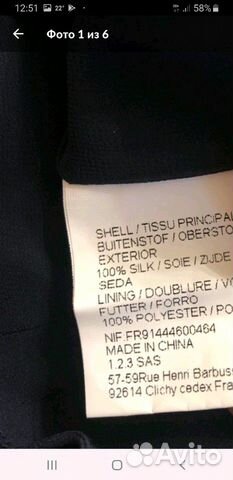 12:51 22° 58%
Фото 1 из 6
SHELL / TISSU PRINCIPAL
BUITENSTOF / OBERSTO
EXTERIOR
100% SILK / SOIE / ZIJDE
SEDA
LINING / DOUBLURE / VO
FUTTER / FORRO
100% POLYESTER / PO
NIF.FR91444600464
MADE IN CHINA
1.2.3 SAS
57-59Rue Henri Barbus
92614 Clichy cedex Fra
Avito